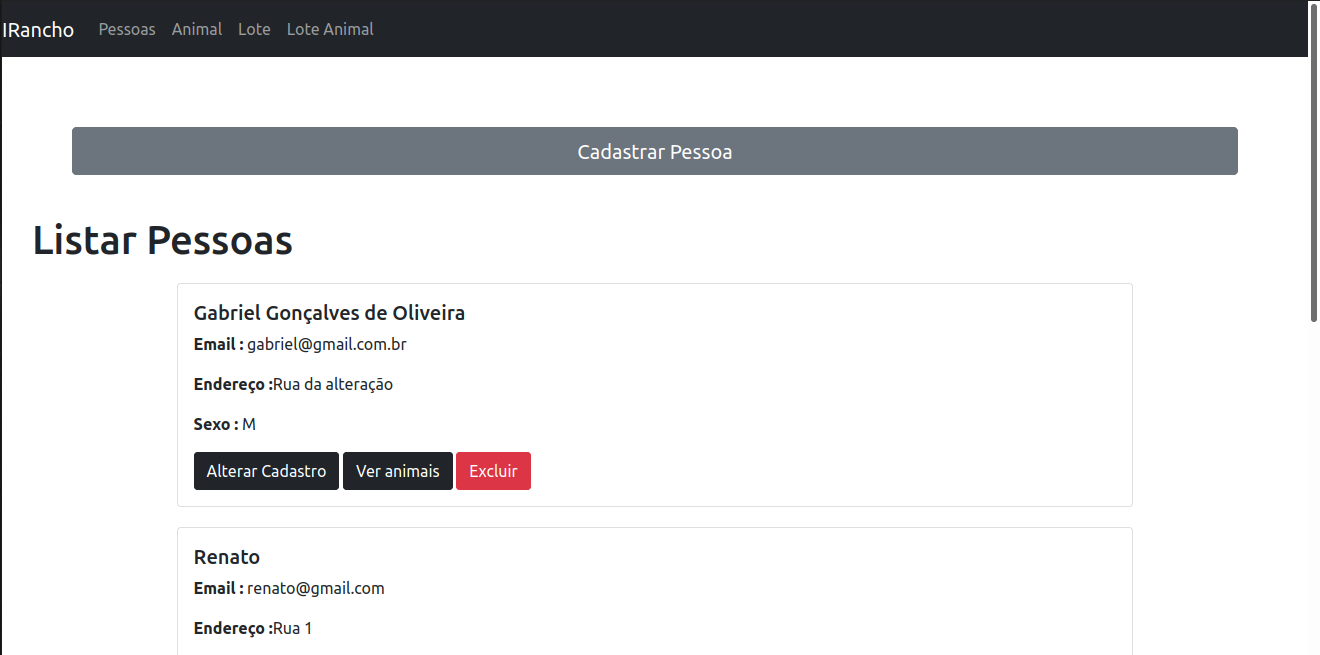 IRancho Pessoas Animal Lote Lote Animal
Cadastrar Pessoa
Listar Pessoas
Gabriel Gonçalves de Oliveira
Email : gabriel@gmail.com.br
Endereço :Rua da alteração
Sexo : M
Alterar Cadastro Ver animais Excluir
Renato
Email : renato@gmail.com
Endereço :Rua 1